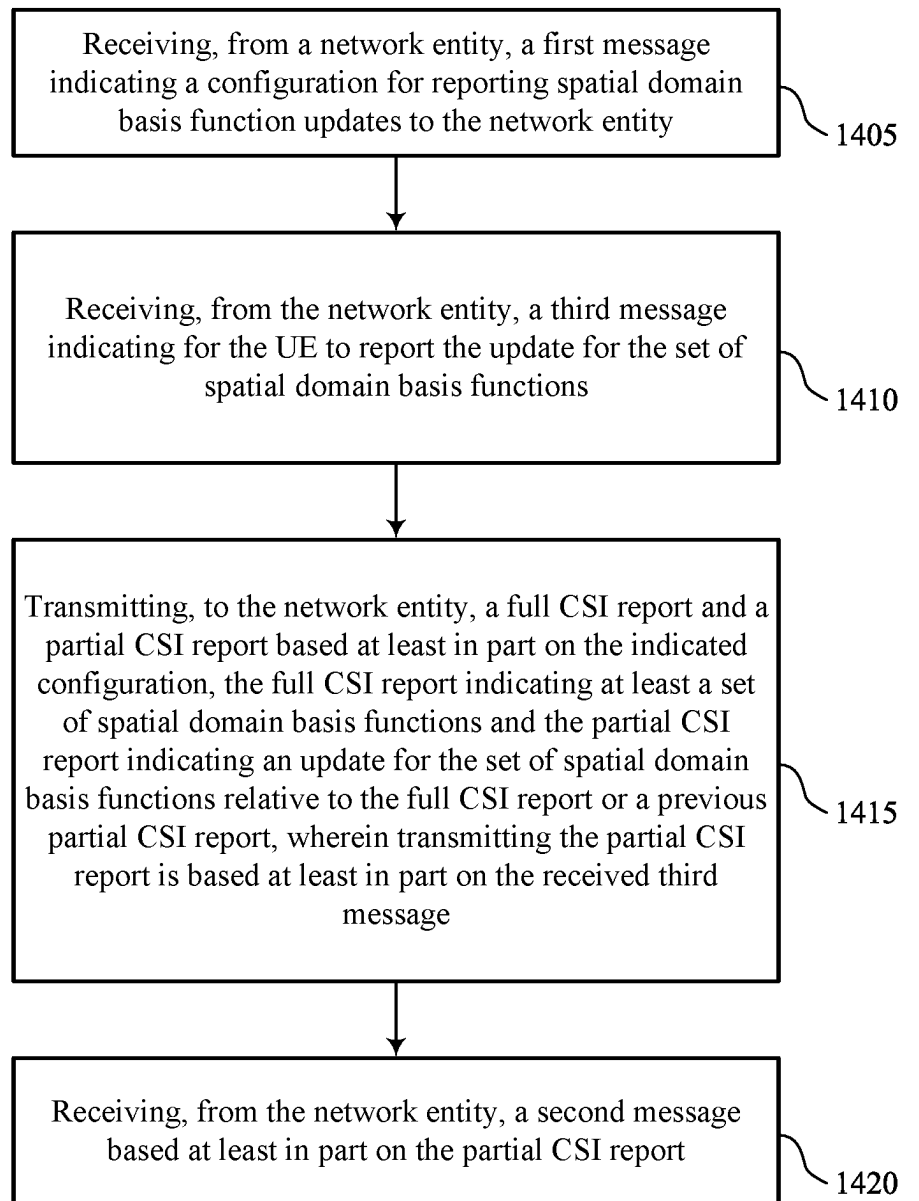 Receiving, from a network entity, a first message
indicating a configuration for reporting spatial domain
basis function updates to the network entity
1405
Receiving, from the network entity, a third message
indicating for the UE to report the update for the set of
spatial domain basis functions
1410
Transmitting, to the network entity, a full CSI report and a
partial CSI report based at least in part on the indicated
configuration, the full CSI report indicating at least a set
of spatial domain basis functions and the partial CSI
report indicating an update for the set of spatial domain
basis functions relative to the full CSI report or a previous
partial CSI report, wherein transmitting the partial CSI
report is based at least in part on the received third
message
1415
Receiving, from the network entity, a second message
based at least in part on the partial CSI report
1420